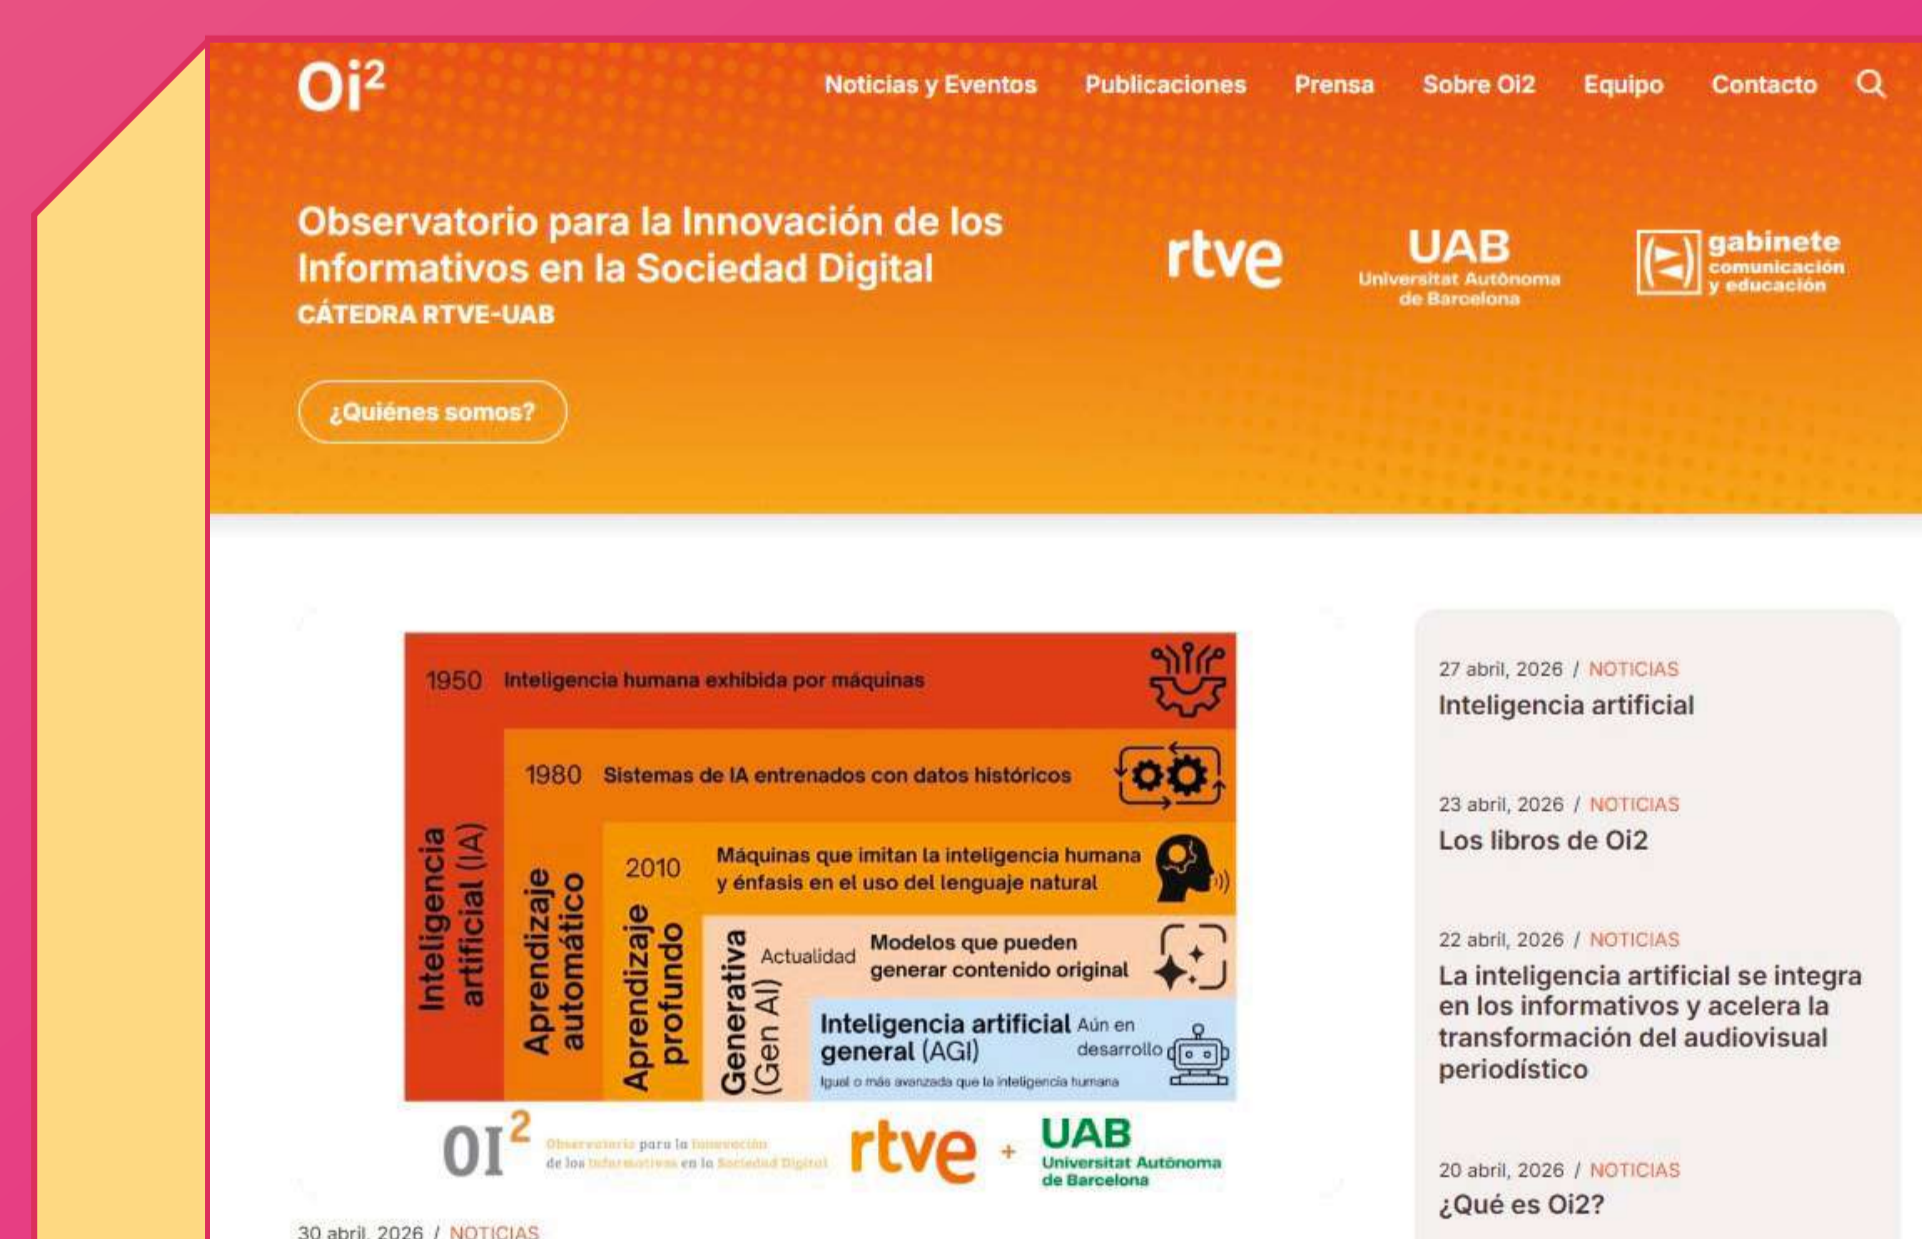 Oi²
Noticias y Eventos
Publicaciones
Prensa
Sobre Oi2
Equipo
Contacto
Observatorio para la Innovación de los
Informativos en la Sociedad Digital
CÁTEDRA RTVE-UAB
rtve
UAB
Universitat Autònoma
de Barcelona
gabinete
comunicación
y educación
¿Quiénes somos?
1950 Inteligencia humana exhibida por máquinas
Inteligencia
artificial (IA)
1980 Sistemas de IA entrenados con datos históricos
Aprendizaje
automático
2010
Máquinas que imitan la inteligencia humana
y énfasis en el uso del lenguaje natural
Aprendizaje
profundo
Generativa
(Gen AI)
Actualidad
Modelos que pueden
generar contenido original
Inteligencia artificial
general (AGI)
Aún en
desarrollo
Igual o más avanzada que la inteligencia humana
OI²
Observatorio para la Innovación
de los Informativos en la Sociedad Digital
rtve
+
UAB
Universitat Autònoma
de Barcelona
30 abril, 2026 / NOTICIAS
27 abril, 2026 / NOTICIAS
Inteligencia artificial
23 abril, 2026 / NOTICIAS
Los libros de Oi2
22 abril, 2026 / NOTICIAS
La inteligencia artificial se integra
en los informativos y acelera la
transformación del audiovisual
periodístico
20 abril, 2026 / NOTICIAS
¿Qué es Oi2?